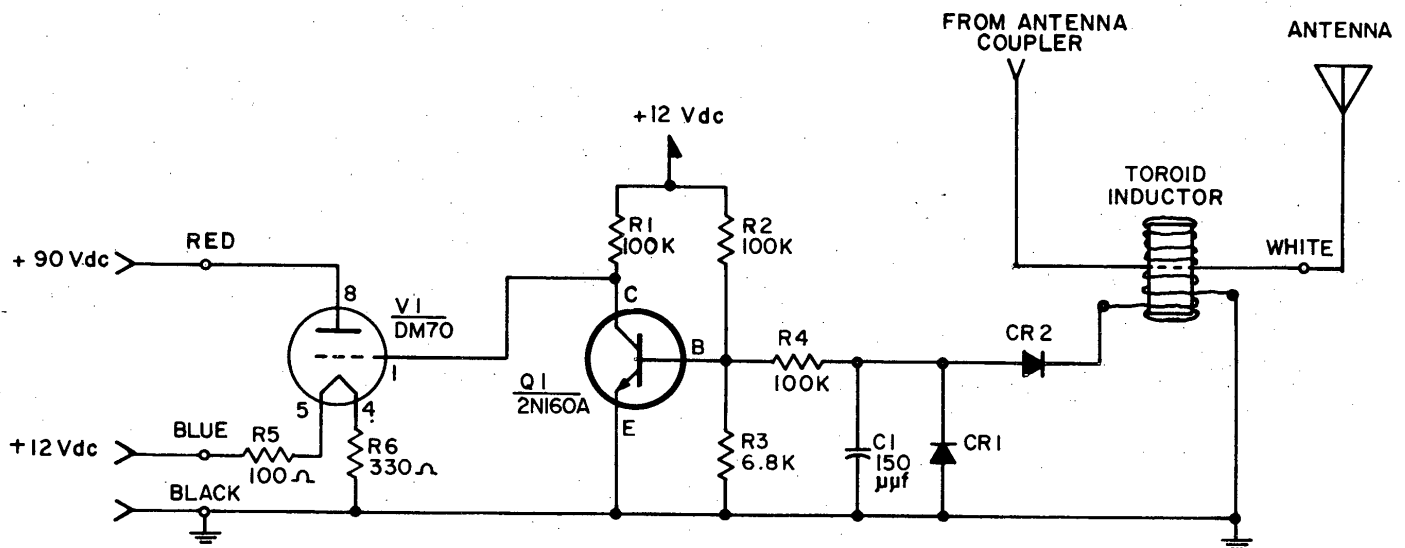 FROM ANTENNA
COUPLER
ANTENNA
+12 Vdc
TOROID
INDUCTOR
R1
100K
R2
100K
RED
+ 90 Vdc
WHITE
8
C
V1
DM70
CR2
R4
B
1
100K
Q1
2N160A
5
4
E
BLUE
+12 Vdc
R5
100Ω
R6
330Ω
R3
6.8K
C1
150
μμf
CR1
BLACK